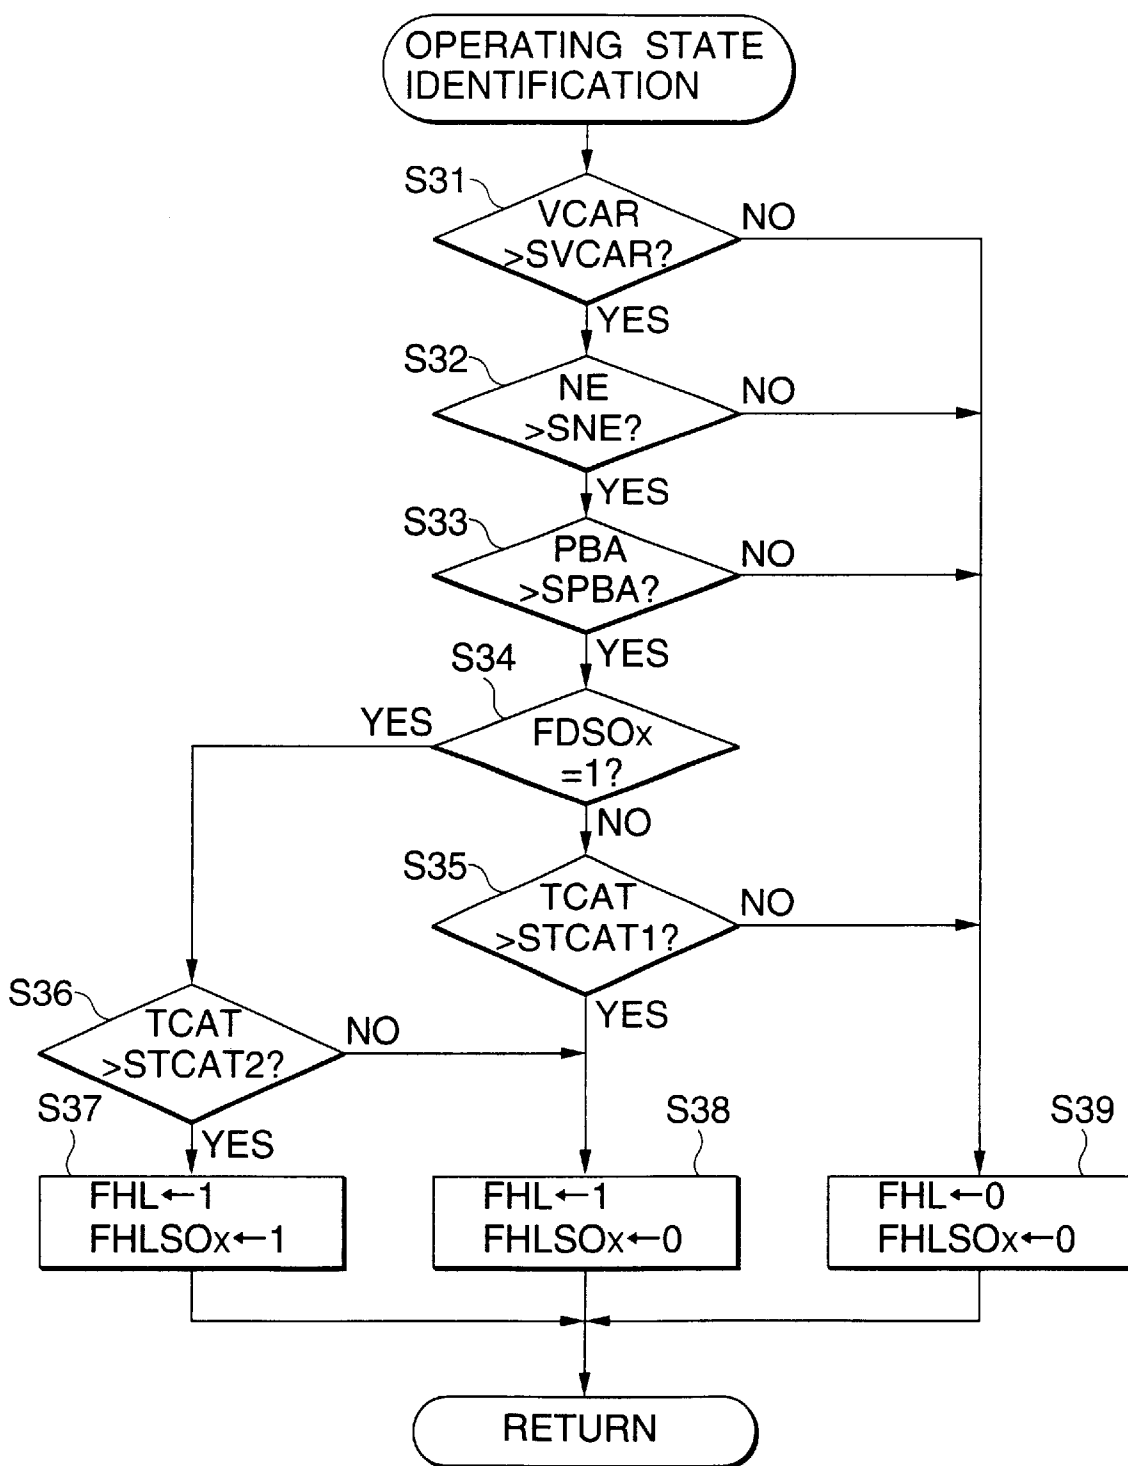 OPERATING STATE
IDENTIFICATION
S31
VCAR
>SVCAR?
NO
YES
S32
NE
>SNE?
NO
YES
S33
PBA
>SPBA?
NO
YES
S34
YES
FDSOx
=1?
NO
S35
TCAT
>STCAT1?
NO
YES
S36
TCAT
>STCAT2?
NO
YES
S37
FHL←1
FHLSOx←1
S38
FHL←1
FHLSOx←0
S39
FHL←0
FHLSOx←0
RETURN